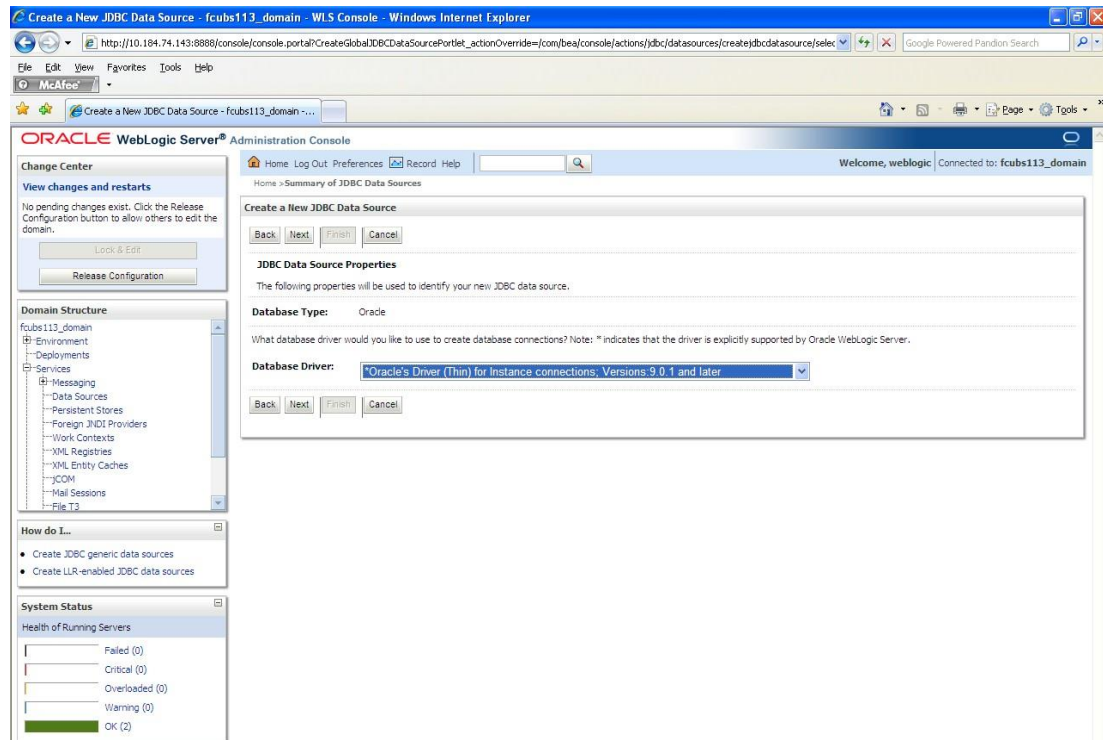 Create a New JDBC Data Source - fcubs113_domain - WLS Console - Windows Internet Explorer
http://10.184.74.143:8888/console/console.portal?CreateGlobalJDBCDataSourcePortlet_actionOverride=/com/bea/console/actions/jdbc/datasources/createjdbcdatasource/selec
Google Powered Pandion Search
File Edit View Favorites Tools Help
McAfee
Create a New JDBC Data Source - fcubs113_domain -...
Page Tools
ORACLE WebLogic Server® Administration Console
Change Center
View changes and restarts
No pending changes exist. Click the Release
Configuration button to allow others to edit the
domain.
Lock & Edit
Release Configuration
Domain Structure
fcubs113_domain
Environment
Deployments
Services
Messaging
Data Sources
Persistent Stores
Foreign JNDI Providers
Work Contexts
XML Registries
XML Entity Caches
jCOM
Mail Sessions
File T3
How do I...
Create JDBC generic data sources
Create LLR-enabled JDBC data sources
System Status
Health of Running Servers
Failed (0)
Critical (0)
Overloaded (0)
Warning (0)
OK (2)
Home Log Out Preferences Record Help
Welcome, weblogic Connected to: fcubs113_domain
Home >Summary of JDBC Data Sources
Create a New JDBC Data Source
Back Next Finish Cancel
JDBC Data Source Properties
The following properties will be used to identify your new JDBC data source.
Database Type: Oracle
What database driver would you like to use to create database connections? Note: * indicates that the driver is explicitly supported by Oracle WebLogic Server.
Database Driver: *Oracle's Driver (Thin) for Instance connections; Versions:9.0.1 and later
Back Next Finish Cancel